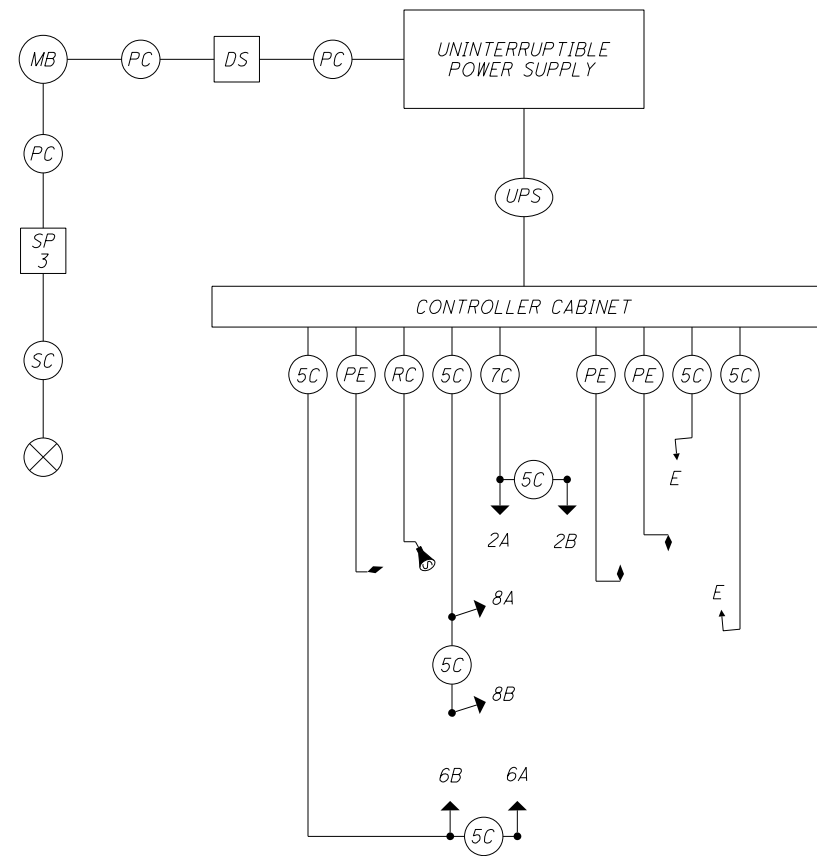 MB
PC
DS
PC
UNINTERRUPTIBLE
POWER SUPPLY
PC
UPS
SP
3
CONTROLLER CABINET
SC
5C
PE
RC
5C
7C
PE
PE
5C
5C
5C
E
2A
2B
S
8A
E
5C
8B
6B
6A
5C